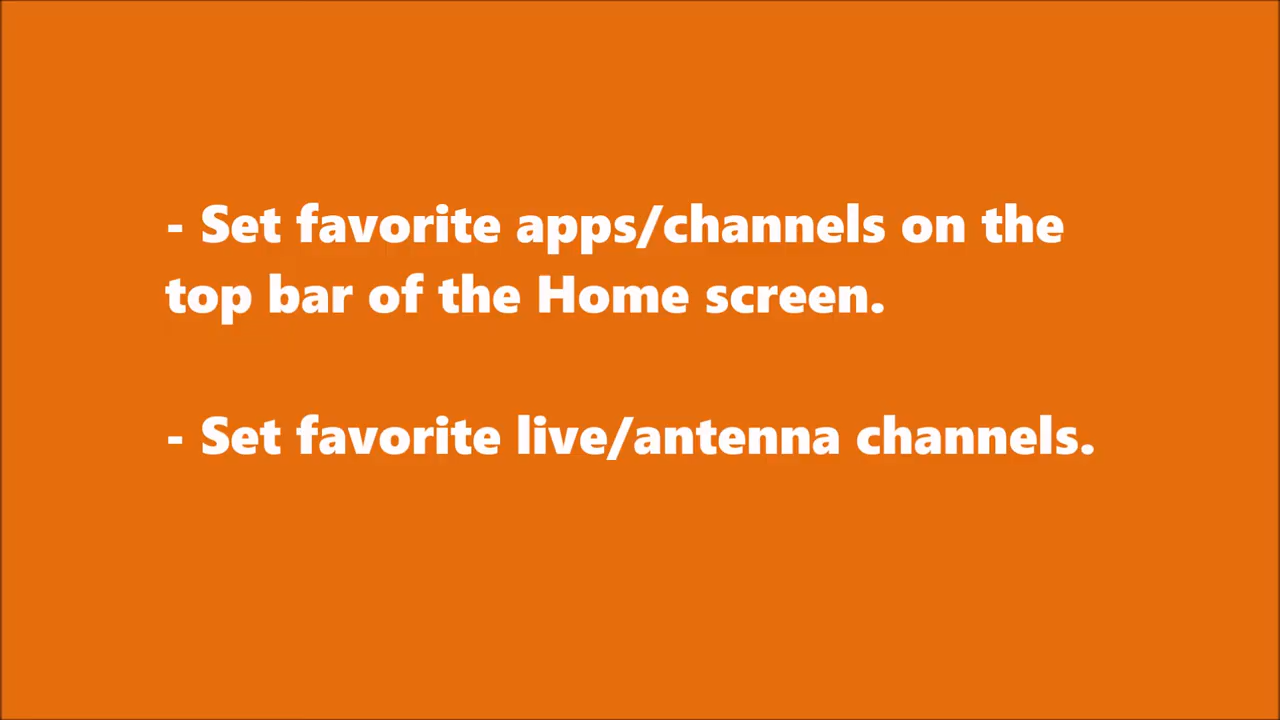 - Set favorite apps/channels on the
top bar of the Home screen.
- Set favorite live/antenna channels.